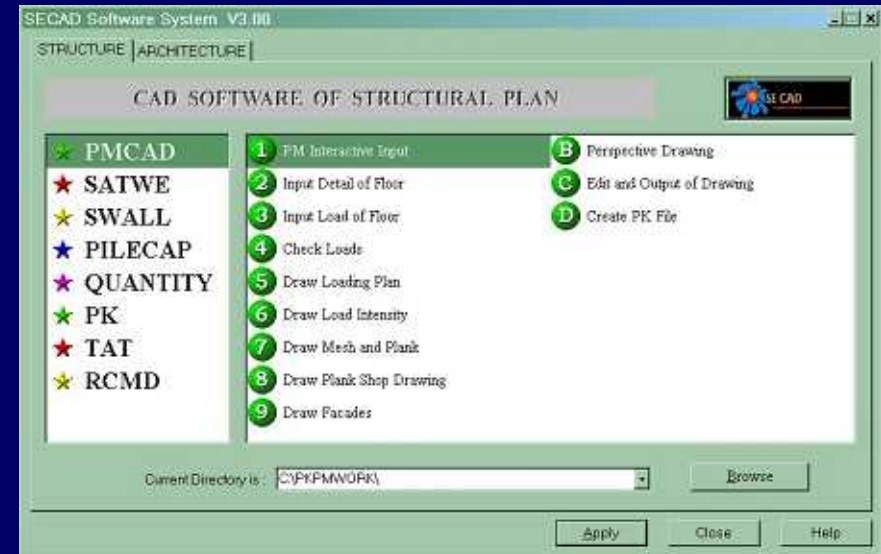 SECAD Software System V3.00
STRUCTURE ARCHITECTURE
CAD SOFTWARE OF STRUCTURAL PLAN
SE CAD
PMCAD
SATWE
SWALL
PILECAP
QUANTITY
PK
TAT
RCMD
1 PM Interactive Input
2 Input Detail of Floor
3 Input Load of Floor
4 Check Loads
5 Draw Loading Plan
6 Draw Load Intensity
7 Draw Mesh and Plank
8 Draw Plank Shop Drawing
9 Draw Facades
B Perspective Drawing
C Edit and Output of Drawing
D Create PK File
Current Directory is : C:\PKPMWORK\
Browse
Apply Close Help